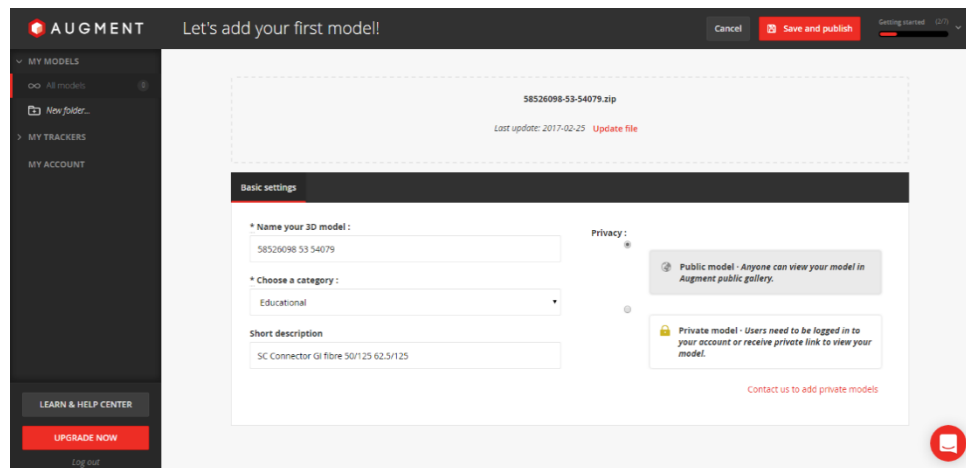 AUGMENT
Let's add your first model!
Cancel
Save and publish
Getting started (2/7)
MY MODELS
All models 0
New folder...
MY TRACKERS
MY ACCOUNT
58526098-53-54079.zip
Last update: 2017-02-25 Update file
Basic settings
* Name your 3D model :
58526098 53 54079
* Choose a category :
Educational
Short description
SC Connector GI fibre 50/125 62.5/125
Privacy :
Public model - Anyone can view your model in
Augment public gallery.
Private model - Users need to be logged in to
your account or receive private link to view your
model.
Contact us to add private models
LEARN & HELP CENTER
UPGRADE NOW
Log out